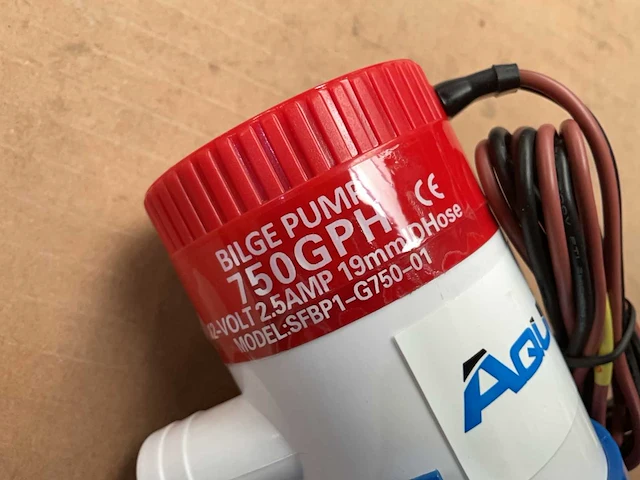 BILGE PUMP
CE
750GPH
12-VOLT 2.5AMP 19mm Hose
MODEL:SFBP1-G750-01
AQU